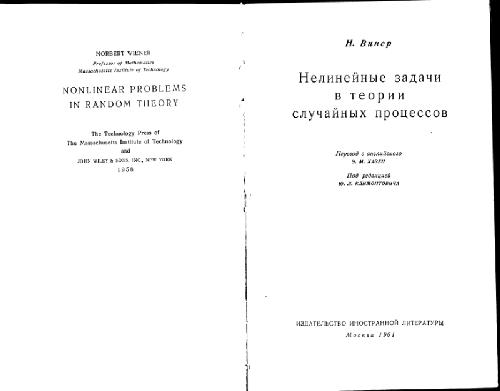 NORBERT WIENER
Professor of Mathematics
Massachusetts Institute of Technology
NONLINEAR PROBLEMS
IN RANDOM THEORY
The Technology Press of
The Massachusetts Institute of Technology
and
JOHN WILEY & SONS, INC., NEW YORK
1958
Н. Винер
Нелинейные задачи
в теории
случайных процессов
Перевод с английского
Под редакцией
Ю. Л. КЛИМОНТОВИЧА
ИЗДАТЕЛЬСТВО ИНОСТРАННОЙ ЛИТЕРАТУРЫ
Москва 1961